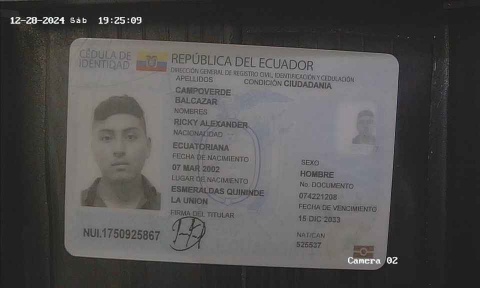 12-28-2024 Sáb 19:25:09
CÉDULA DE IDENTIDAD
REPÚBLICA DEL ECUADOR
DIRECCIÓN GENERAL DE REGISTRO CIVIL, IDENTIFICACIÓN Y CEDULACIÓN
APELLIDOS
CONDICIÓN CIUDADANÍA
CAMPOVERDE
BALCAZAR
NOMBRES
RICKY ALEXANDER
NACIONALIDAD
ECUATORIANA
FECHA DE NACIMIENTO
07 MAR 2002
LUGAR DE NACIMIENTO
ESMERALDAS QUININDE
LA UNION
FIRMA DEL TITULAR
SEXO
HOMBRE
No. DOCUMENTO
074221208
FECHA DE VENCIMIENTO
15 DIC 2033
NAT/CAN
525527
NUI.1750925867
Camera 02